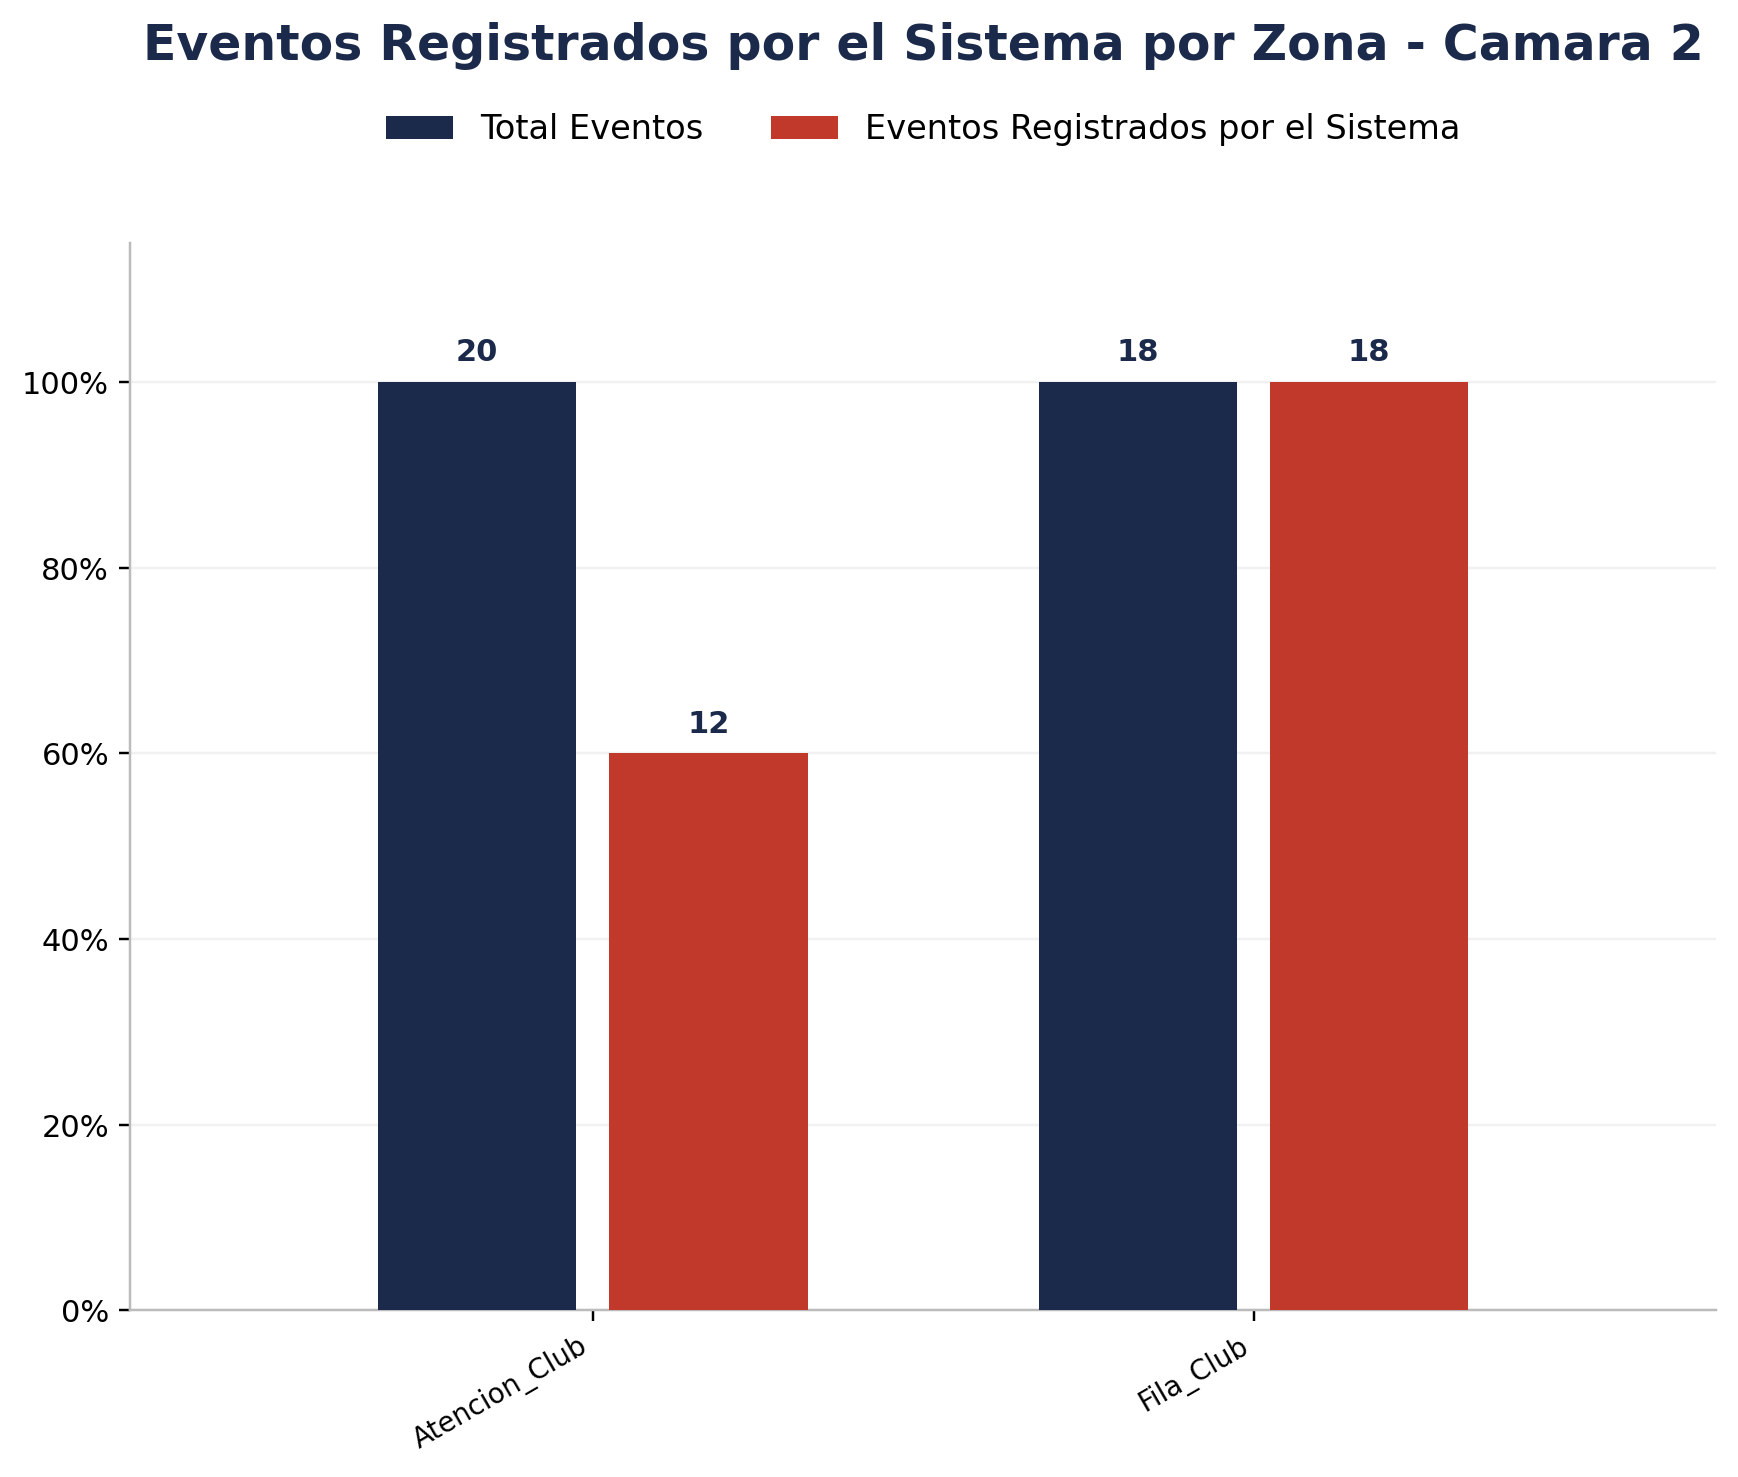 Eventos Registrados por el Sistema por Zona - Camara 2
Total Eventos
Eventos Registrados por el Sistema
20
18
18
100%
80%
12
60%
40%
20%
0%
Atencion_Club
Fila_Club